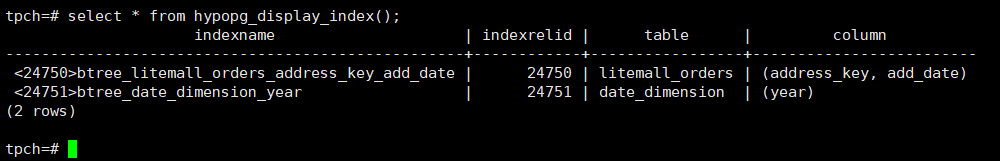 tpch=# select * from hypopg_display_index();
indexname | indexrelid | table | column
----------------------------------------------------+------------+----------------+-------------------------
<24750>btree_litemall_orders_address_key_add_date | 24750 | litemall_orders | (address_key, add_date)
<24751>btree_date_dimension_year | 24751 | date_dimension | (year)
(2 rows)
tpch=#